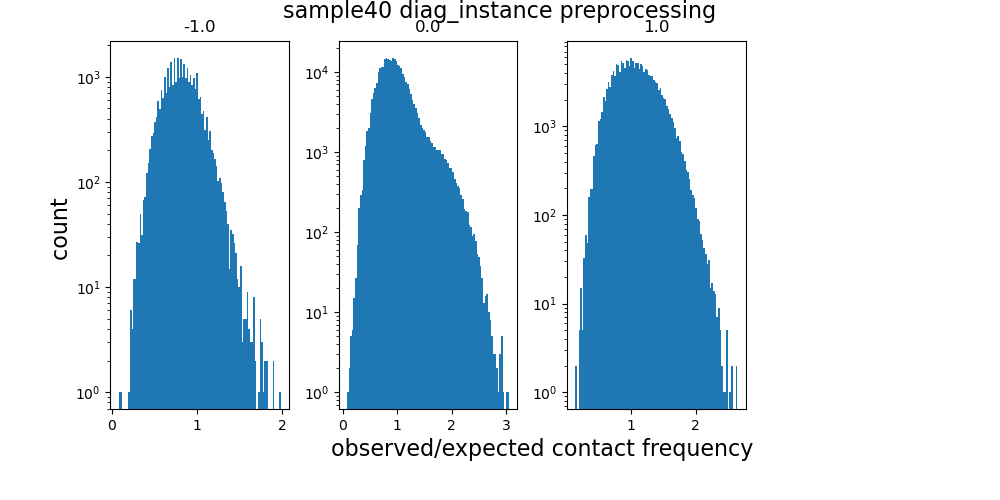 sample40 diag_instance preprocessing
-1.0 0.0 1.0
10³ 10² 10¹ 10⁰
10⁴ 10³ 10² 10¹ 10⁰
10³ 10² 10¹ 10⁰
count
0 1 2
0 1 2 3
1 2
observed/expected contact frequency